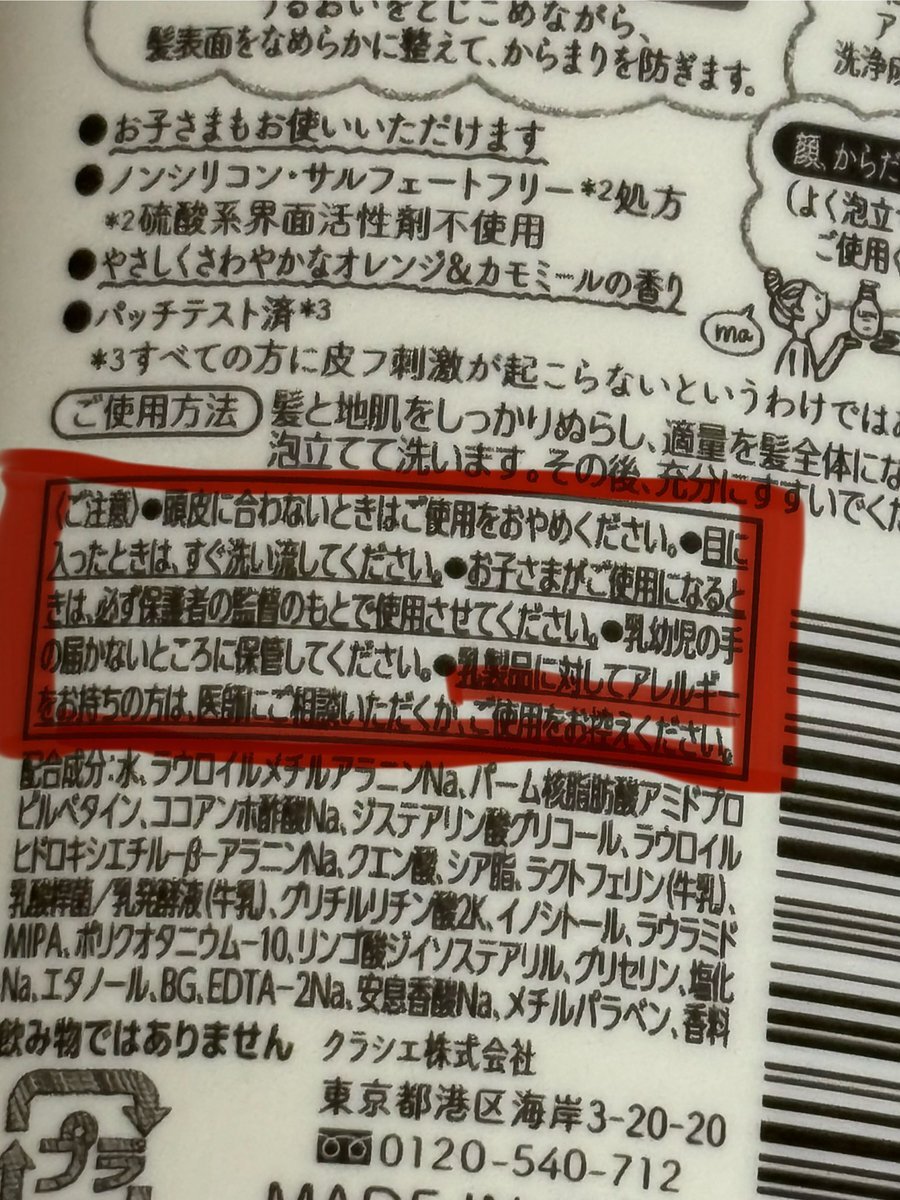 うるおいをとじこめながら、
髪表面をなめらかに整えて、からまりを防ぎます。
洗浄成
●お子さまもお使いいただけます
●ノンシリコン・サルフェートフリー*2処方
*2硫酸系界面活性剤不使用
●やさしくさわやかなオレンジ&カモミールの香り
●パッチテスト済*3
*3すべての方に皮フ刺激が起こらないというわけではあ
顔、からだ
(よく泡立
ご使用く
ma
ご使用方法 髪と地肌をしっかりぬらし、適量を髪全体にな
泡立てて洗います。その後、充分にすすいでくだ
〈ご注意〉●頭皮に合わないときはご使用をおやめください。●目に
入ったときは、すぐ洗い流してください。●お子さまがご使用になると
きは、必ず保護者の監督のもとで使用させてください。●乳幼児の手
の届かないところに保管してください。●乳製品に対してアレルギー
をお持ちの方は、医師にご相談いただくか、ご使用をお控えください。
配合成分:水、ラウロイルメチルアラニンNa、パーム核脂肪酸アミドプロ
ピルベタイン、ココアンホ酢酸Na、ジステアリン酸グリコール、ラウロイル
ヒドロキシエチル-β-アラニンNa、クエン酸、シア脂、ラクトフェリン(牛乳)、
乳酸桿菌/乳発酵液(牛乳)、グリチルリチン酸2K、イノシトール、ラウラミド
MIPA、ポリクオタニウム-10、リンゴ酸ジイソステアリル、グリセリン、塩化
Na、エタノール、BG、EDTA-2Na、安息香酸Na、メチルパラベン、香料
飲み物ではありません
クラシエ株式会社
東京都港区海岸3-20-20
0120-540-712
プラ
MADE IN